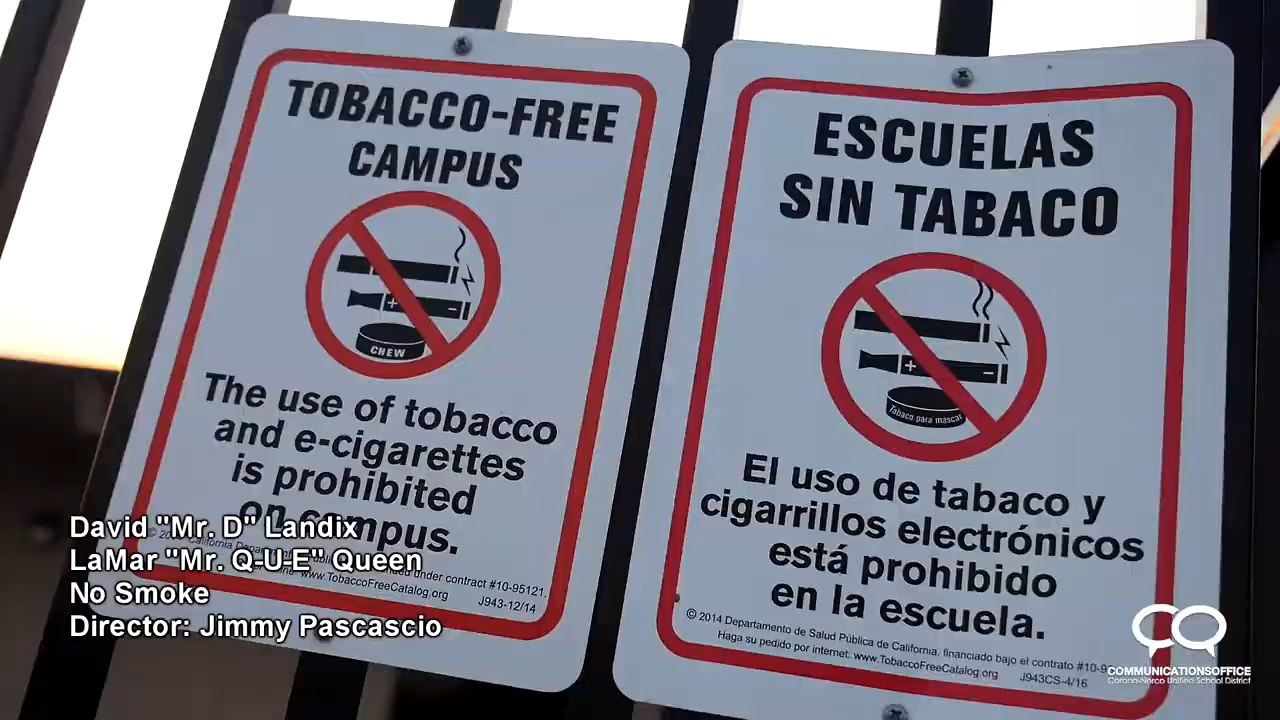 TOBACCO-FREE
CAMPUS
CHEW
The use of tobacco
and e-cigarettes
is prohibited
on campus.
under contract #10-95121.
www.TobaccoFreeCatalog.org J943-12/14
ESCUELAS
SIN TABACO
Tabaco para mascar
El uso de tabaco y
cigarrillos electrónicos
está prohibido
en la escuela.
© 2014 Departamento de Salud Pública de California, financiado bajo el contrato
Haga su pedido por internet: www.TobaccoFreeCatalog.org J943CS-4/16
David "Mr. D" Landix
LaMar "Mr. Q-U-E" Queen
No Smoke
Director: Jimmy Pascascio
COMMUNICATIONSOFFICE
Corona-Norco Unified School District